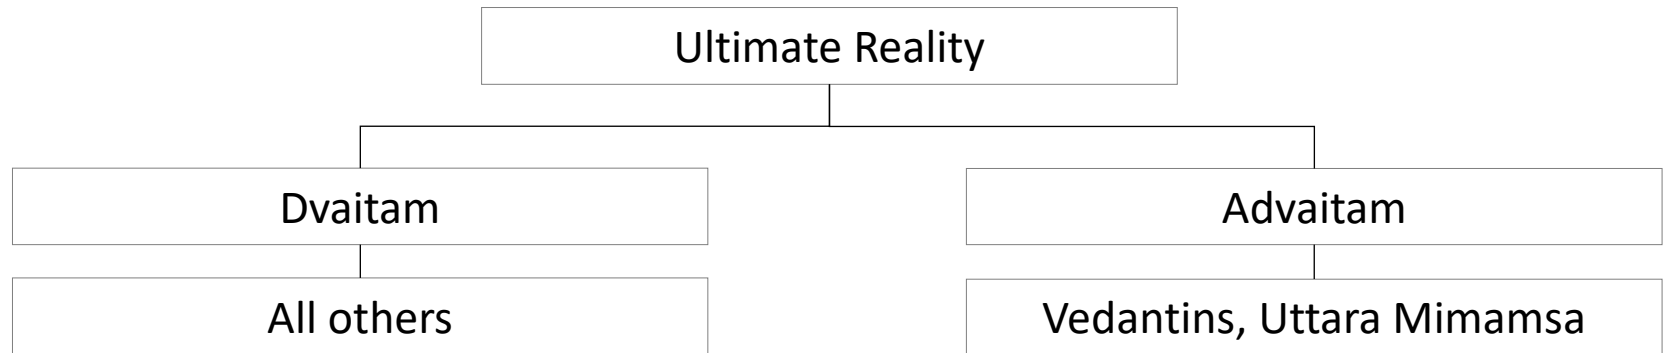 Ultimate Reality
Dvaitam
Advaitam
All others
Vedantins, Uttara Mimamsa